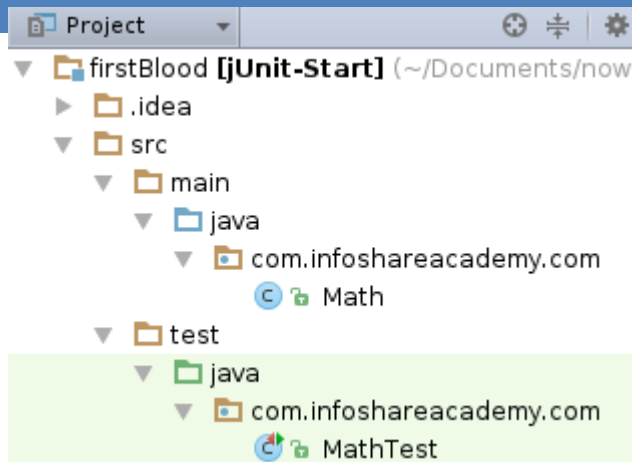 Project
firstBlood [jUnit-Start] (~/Documents/now
.idea
src
main
java
com.infoshareacademy.com
C Math
test
java
com.infoshareacademy.com
C MathTest